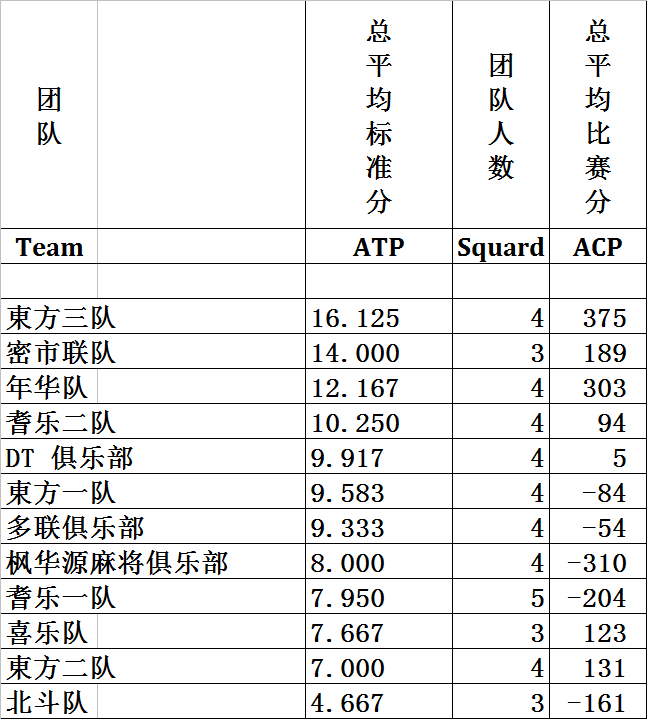 团队 总平均标准分 团队人数 总平均比赛分
Team ATP Squard ACP
東方三队 16.125 4 375
密市联队 14.000 3 189
年华队 12.167 4 303
耆乐二队 10.250 4 94
DT 俱乐部 9.917 4 5
東方一队 9.583 4 -84
多联俱乐部 9.333 4 -54
枫华源麻将俱乐部 8.000 4 -310
耆乐一队 7.950 5 -204
喜乐队 7.667 3 123
東方二队 7.000 4 131
北斗队 4.667 3 -161